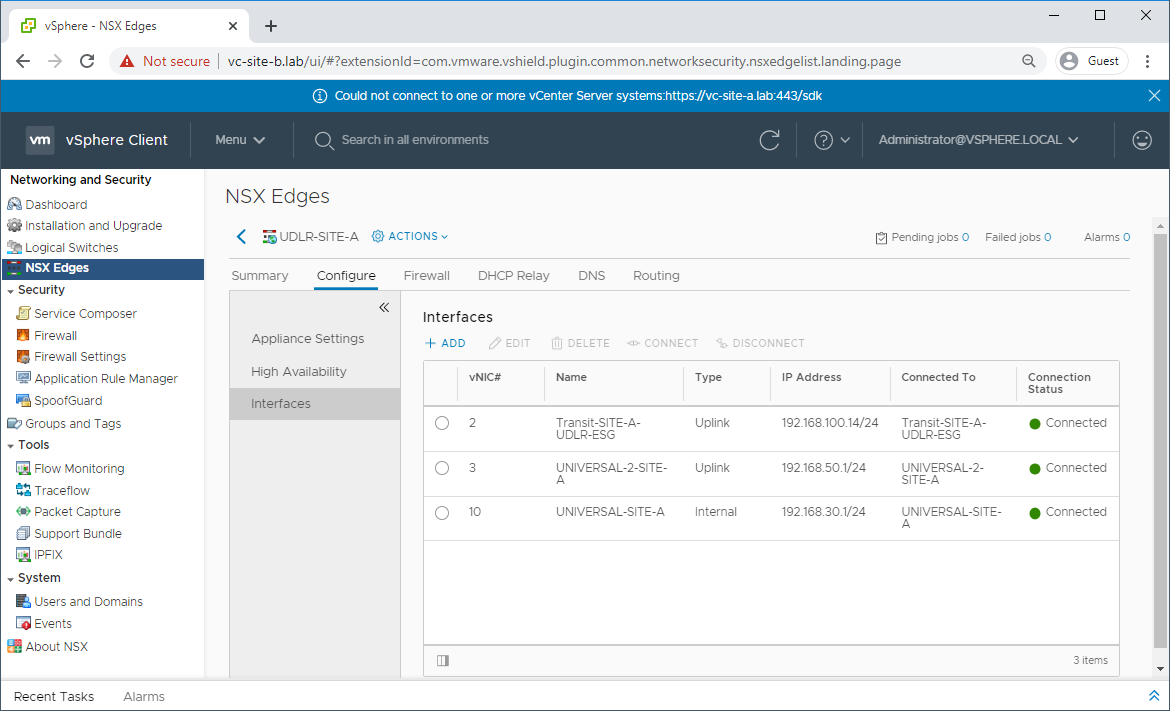 vSphere - NSX Edges
Not secure | vc-site-b.lab/ui/#?extensionId=com.vmware.vshield.plugin.common.networksecurity.nsxedgelist.landing.page Guest
Could not connect to one or more vCenter Server systems:https://vc-site-a.lab:443/sdk
vm vSphere Client Menu Search in all environments Administrator@VSPHERE.LOCAL
Networking and Security
Dashboard
Installation and Upgrade
Logical Switches
NSX Edges
Security
Service Composer
Firewall
Firewall Settings
Application Rule Manager
SpoofGuard
Groups and Tags
Tools
Flow Monitoring
Traceflow
Packet Capture
Support Bundle
IPFIX
System
Users and Domains
Events
About NSX
NSX Edges
UDLR-SITE-A ACTIONS Pending jobs 0 Failed jobs 0 Alarms 0
Summary Configure Firewall DHCP Relay DNS Routing
Appliance Settings
High Availability
Interfaces
Interfaces
ADD EDIT DELETE CONNECT DISCONNECT
vNIC# Name Type IP Address Connected To Connection
Status
2 Transit-SITE-A- Uplink 192.168.100.14/24 Transit-SITE-A- Connected
UDLR-ESG UDLR-ESG
3 UNIVERSAL-2-SITE- Uplink 192.168.50.1/24 UNIVERSAL-2- Connected
A SITE-A
10 UNIVERSAL-SITE-A Internal 192.168.30.1/24 UNIVERSAL-SITE- Connected
A
3 items
Recent Tasks Alarms